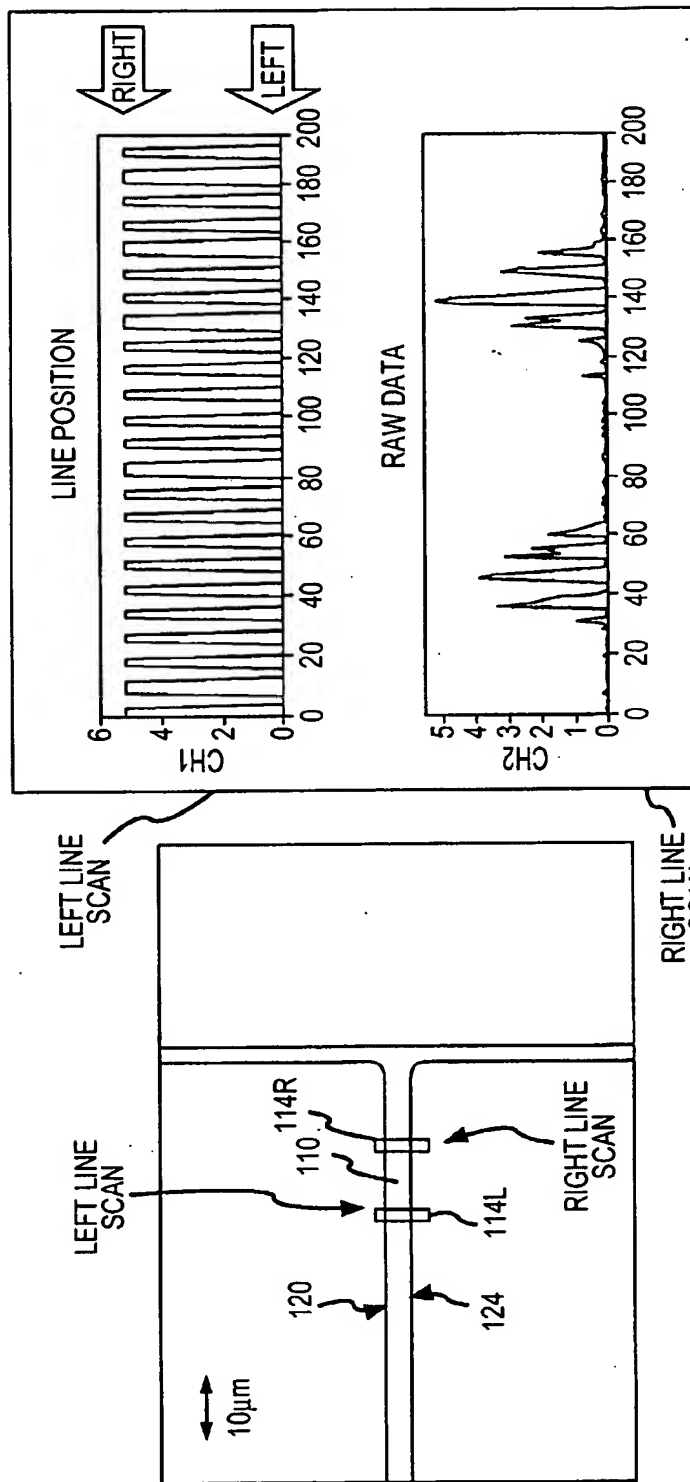 LINE POSITION
6
4
2
0
CH1
0
20
40
60
80
100
120
140
160
180
200
RIGHT
LEFT
RAW DATA
5
4
3
2
1
0
CH2
0
20
40
60
80
100
120
140
160
180
200
LEFT LINE
SCAN
RIGHT LINE
10µm
LEFT LINE
SCAN
120
110
114R
124
114L
RIGHT LINE
SCAN